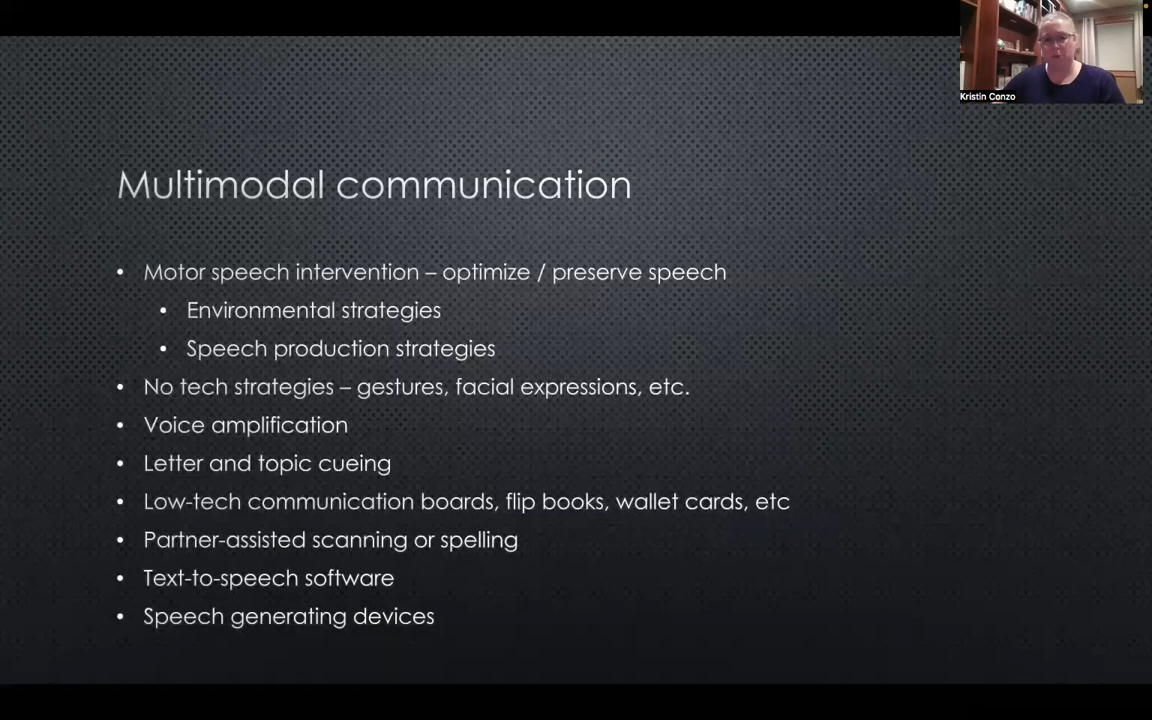 Kristin Conzo
Multimodal communication
• Motor speech intervention – optimize / preserve speech
• Environmental strategies
• Speech production strategies
• No tech strategies – gestures, facial expressions, etc.
• Voice amplification
• Letter and topic cueing
• Low-tech communication boards, flip books, wallet cards, etc
• Partner-assisted scanning or spelling
• Text-to-speech software
• Speech generating devices